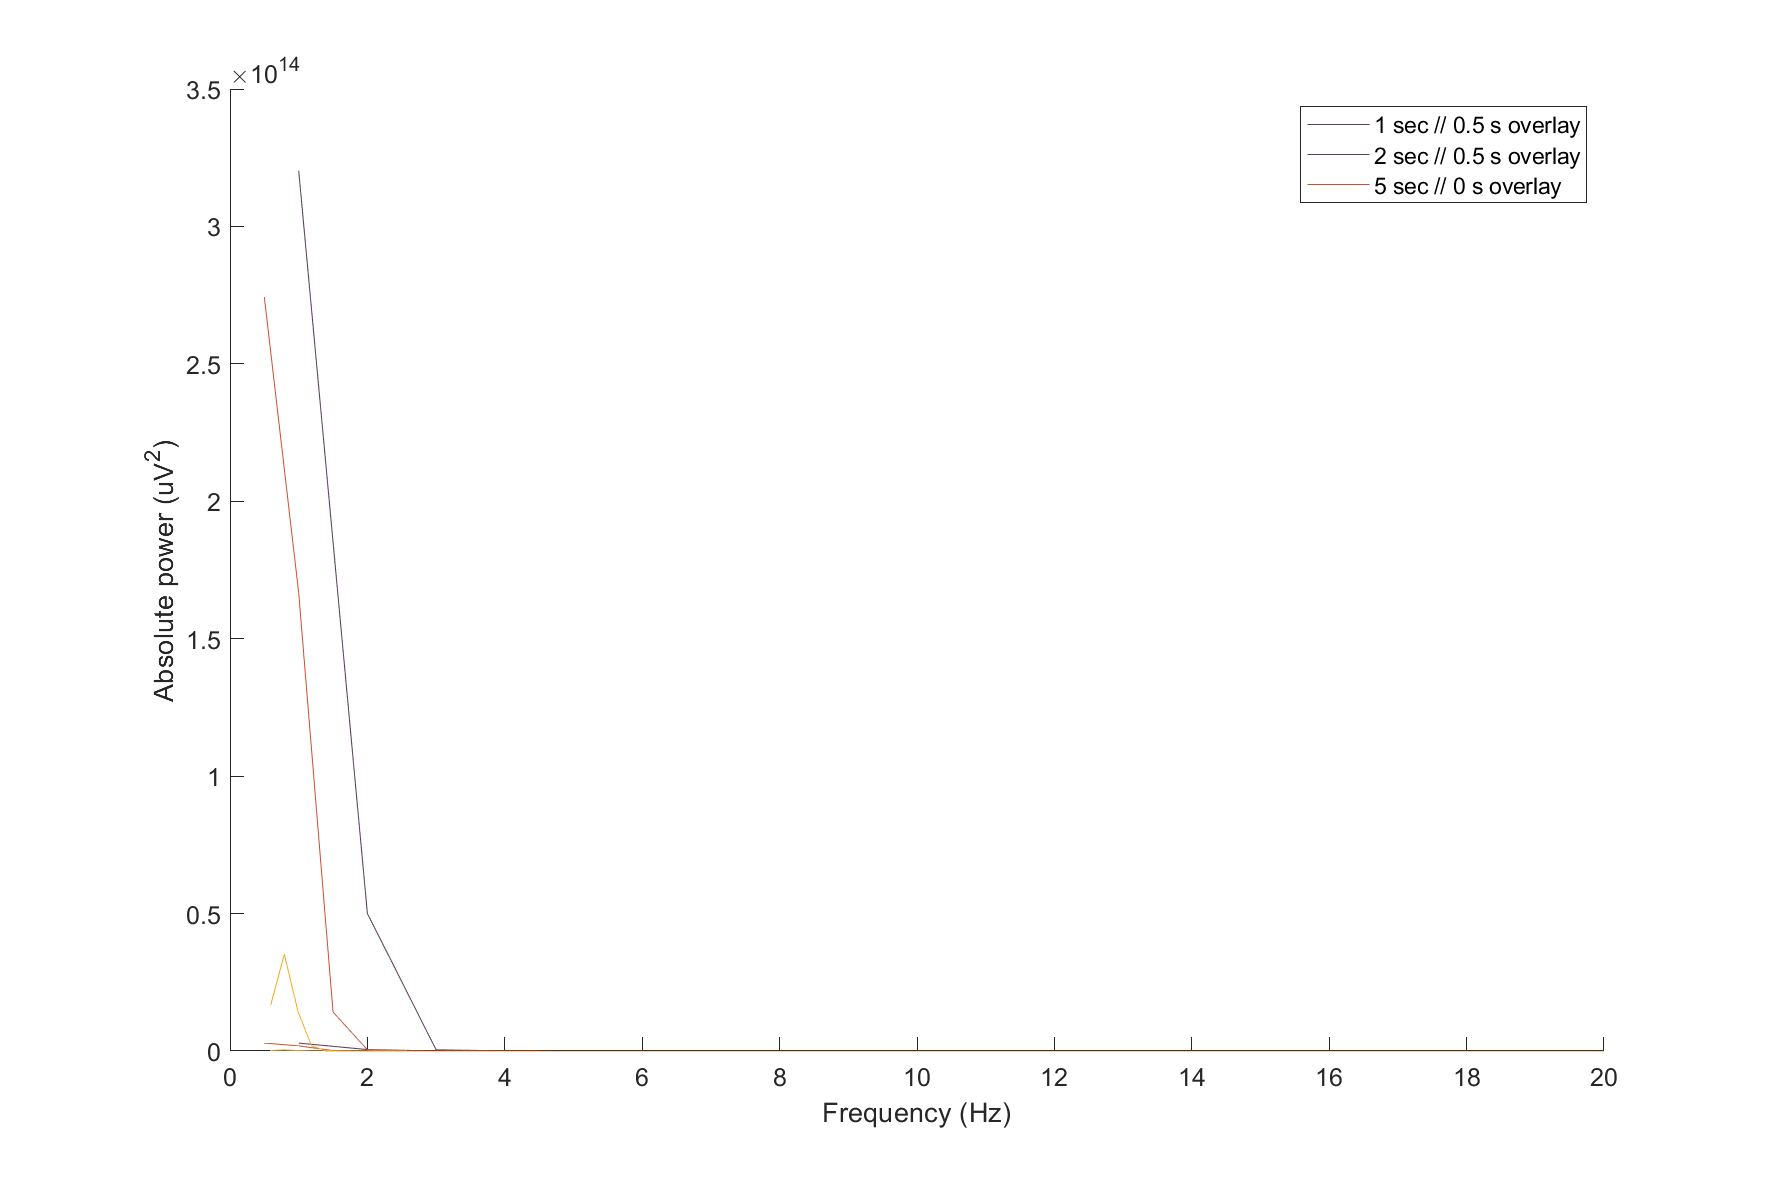 ×10^14
3.5
3
2.5
2
1.5
1
0.5
0
Absolute power (uV^2)
1 sec // 0.5 s overlay
2 sec // 0.5 s overlay
5 sec // 0 s overlay
0 2 4 6 8 10 12 14 16 18 20
Frequency (Hz)